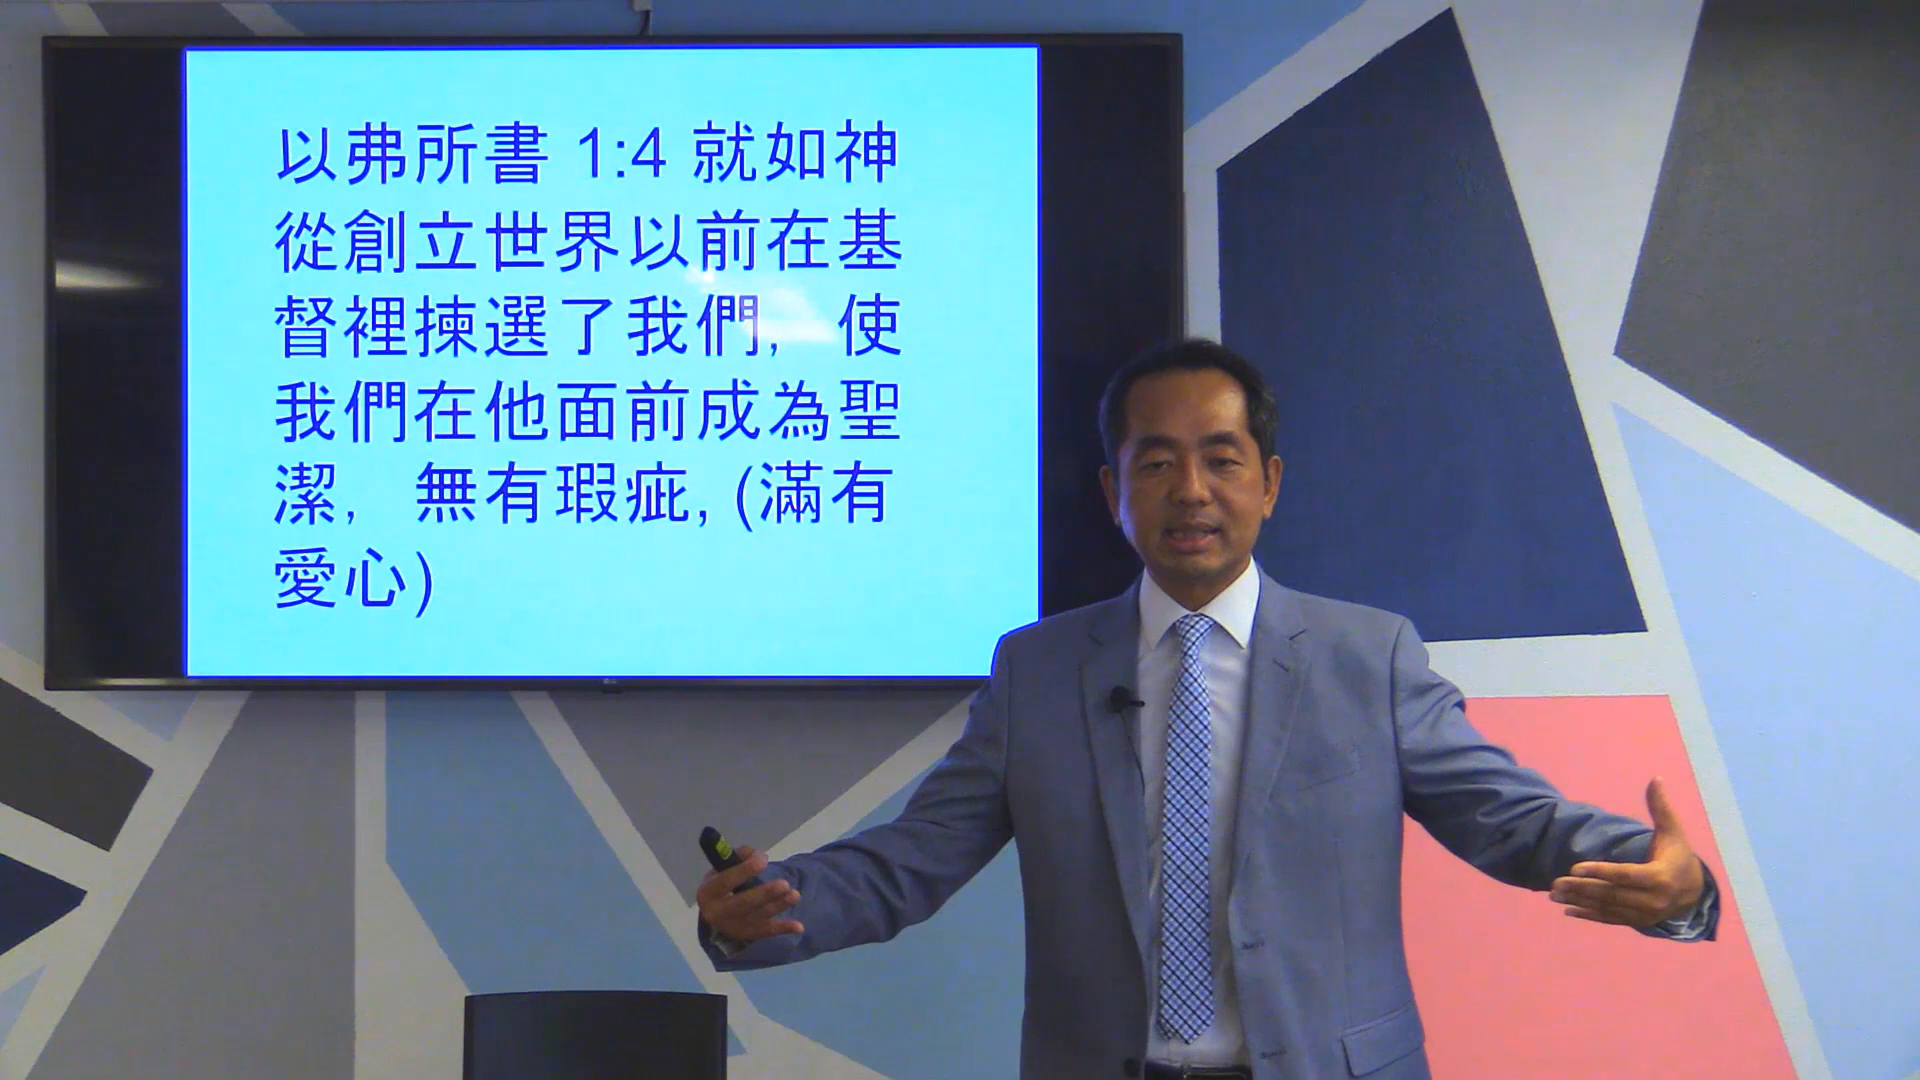 以弗所書 1:4 就如神
從創立世界以前在基
督裡揀選了我們，使
我們在他面前成為聖
潔，無有瑕疵, (滿有
愛心)